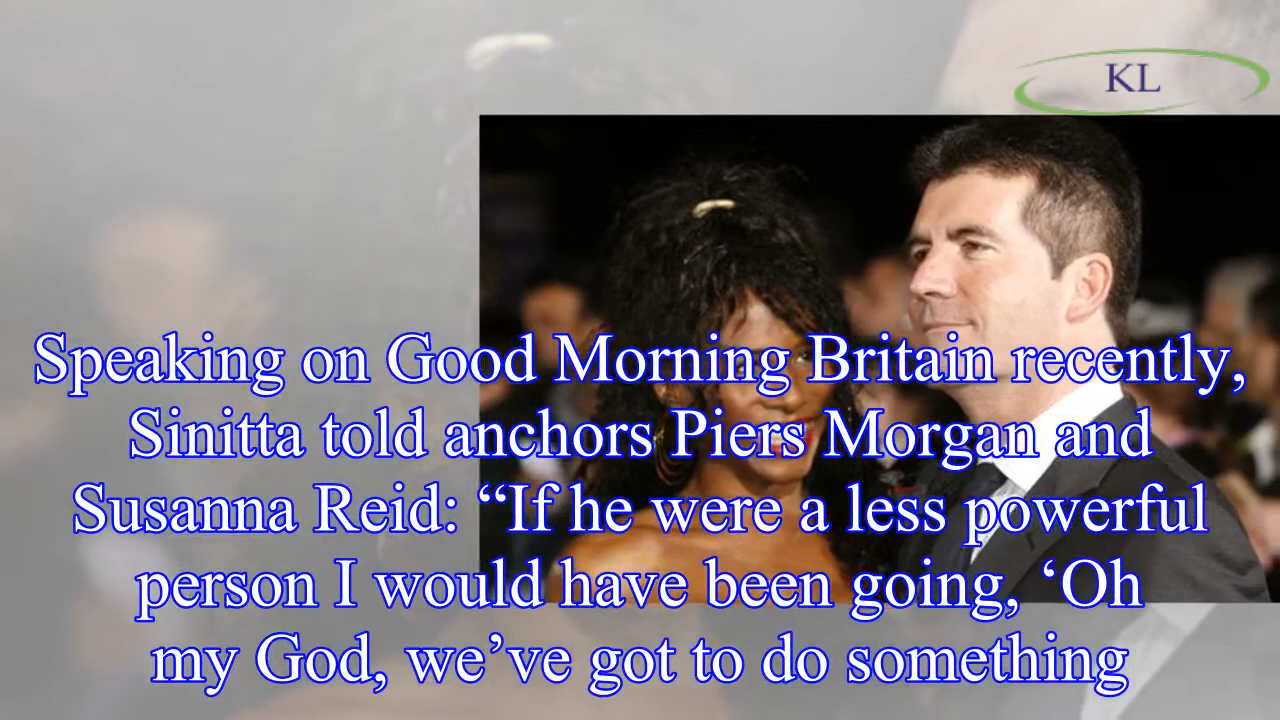 KL
Speaking on Good Morning Britain recently,
Sinitta told anchors Piers Morgan and
Susanna Reid: “If he were a less powerful
person I would have been going, ‘Oh
my God, we’ve got to do something